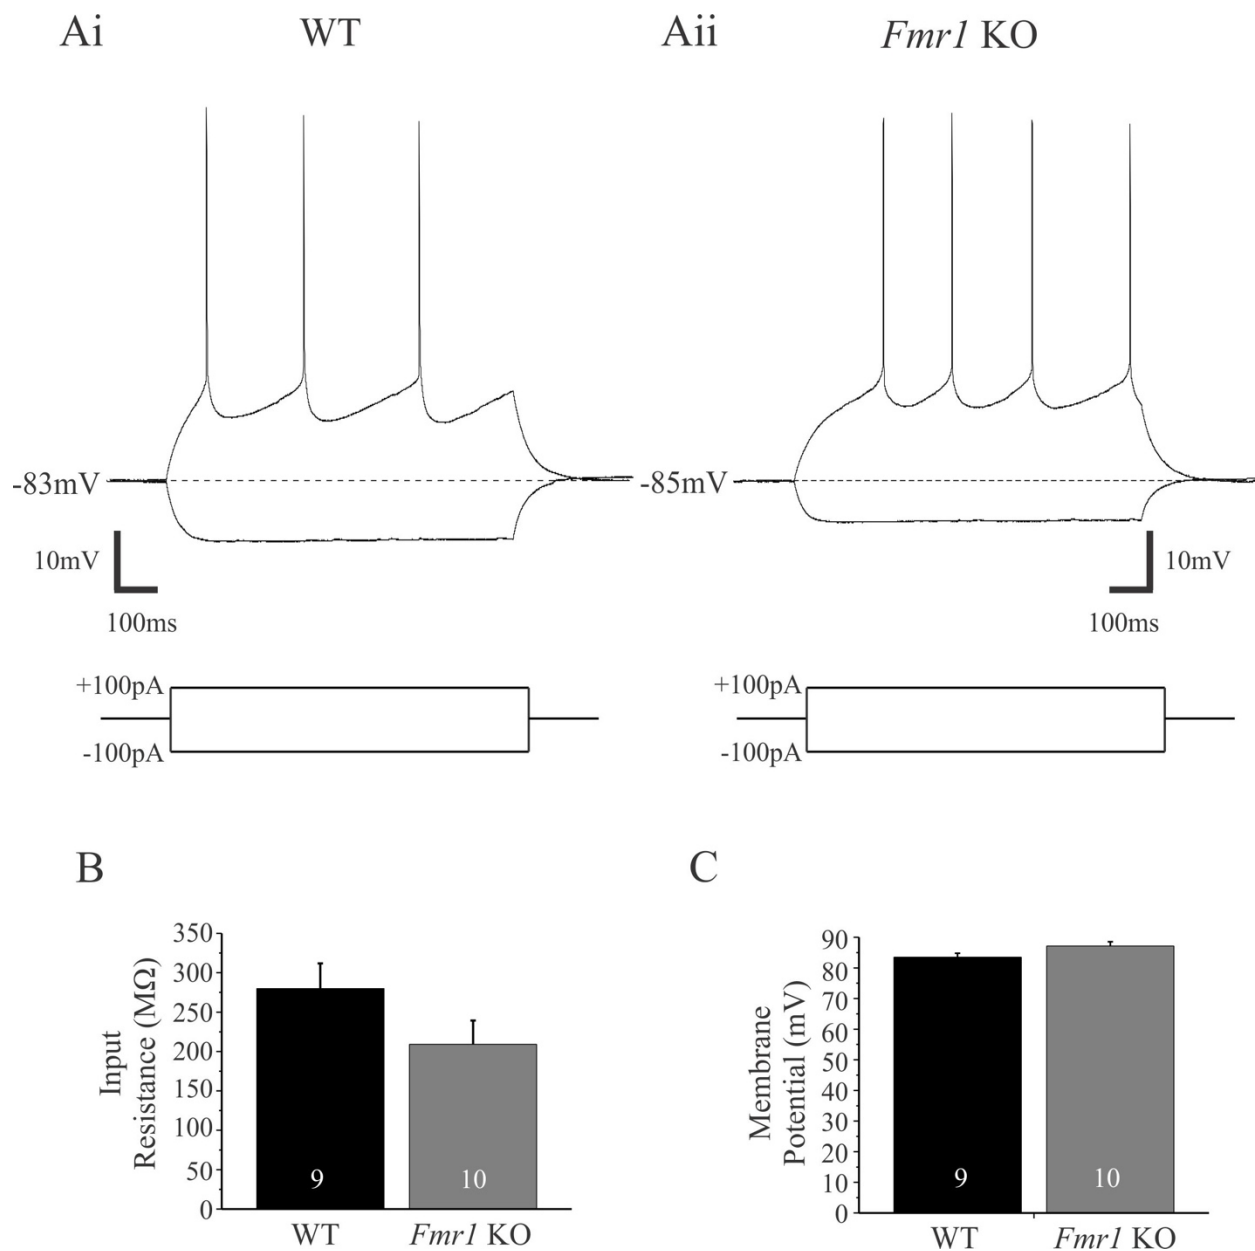 Ai
WT
Aii
Fmr1 KO
-83mV
-85mV
10mV
100ms
10mV
100ms
+100pA
-100pA
+100pA
-100pA
B
C
Input
Resistance (MΩ)
350
300
250
200
150
100
50
0
9
10
WT
Fmr1 KO
Membrane
Potential (mV)
90
80
70
60
50
40
30
20
10
0
9
10
WT
Fmr1 KO